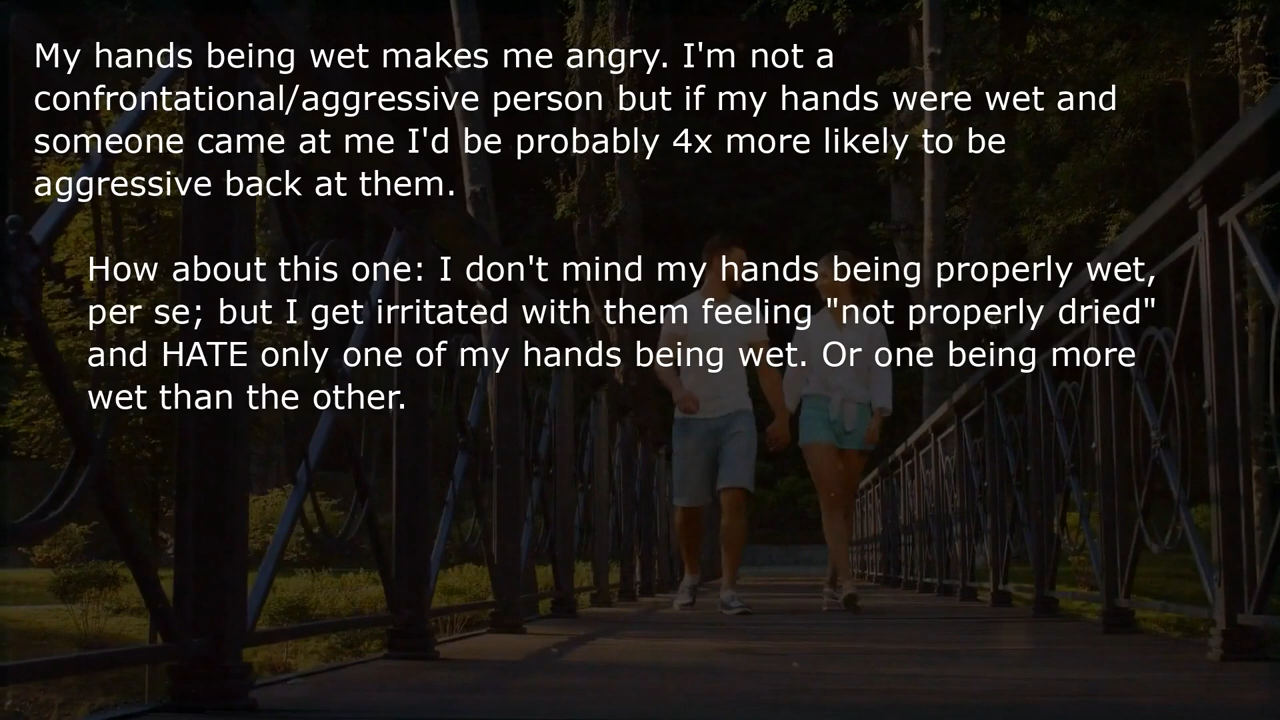 My hands being wet makes me angry. I'm not a
confrontational/aggressive person but if my hands were wet and
someone came at me I'd be probably 4x more likely to be
aggressive back at them.
How about this one: I don't mind my hands being properly wet,
per se; but I get irritated with them feeling "not properly dried"
and HATE only one of my hands being wet. Or one being more
wet than the other.